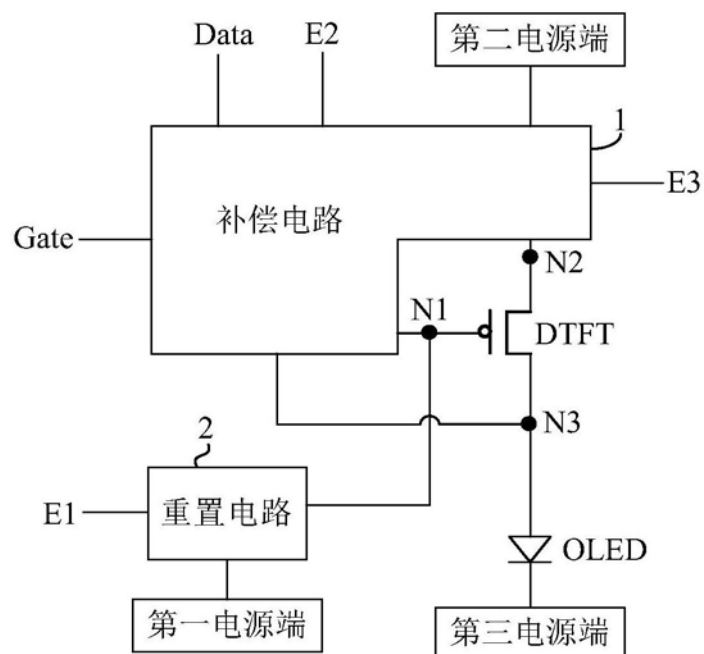 Data
E2
第二电源端
1
补偿电路
E3
Gate
N2
N1
DTFT
N3
2
E1
重置电路
OLED
第一电源端
第三电源端